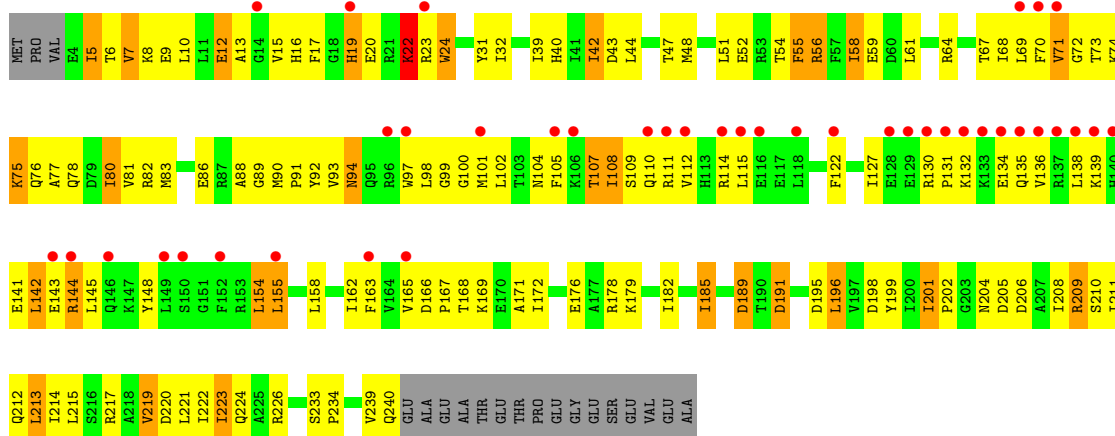 MET PRO VAL E4 I5 T6 V7 K8 E9 L10 L11 E12 A13 G14 V15 H16 F17 G18 H19 E20 R21 K22 R23 W24 Y31 I32 I39 H40 I41 I42 D43 L44 T47 M48 L51 E52 R53 T54 F55 R56 F57 I58 E59 D60 L61 R64 T67 I68 L69 F70 V71 G72 T73 K74
K75 Q76 A77 Q78 D79 I80 V81 R82 M83 E86 R87 A88 G89 M90 P91 Y92 V93 N94 Q95 R96 W97 L98 G99 G100 M101 L102 T103 N104 F105 K106 T107 I108 S109 Q110 R111 V112 H113 R114 L115 E116 E117 L118 F122 I127 E128 E129 R130 P131 K132 K133 E134 Q135 V136 R137 L138 K139 H140
E141 L142 E143 R144 L145 Q146 K147 Y148 L149 S150 G151 F152 R153 L154 L155 L158 I162 F163 V164 V165 D166 P167 T168 K169 E170 A171 I172 E176 A177 R178 K179 I182 I185 D189 T190 D191 D195 L196 V197 D198 Y199 I200 I201 P202 G203 N204 D205 D206 A207 I208 R209 S210 I211
Q212 L213 I214 L215 S216 R217 A218 V219 D220 L221 I222 I223 Q224 A225 R226 S233 P234 V239 Q240 GLU ALA GLU ALA THR GLU THR PRO GLU GLY GLU SER GLU VAL GLU ALA